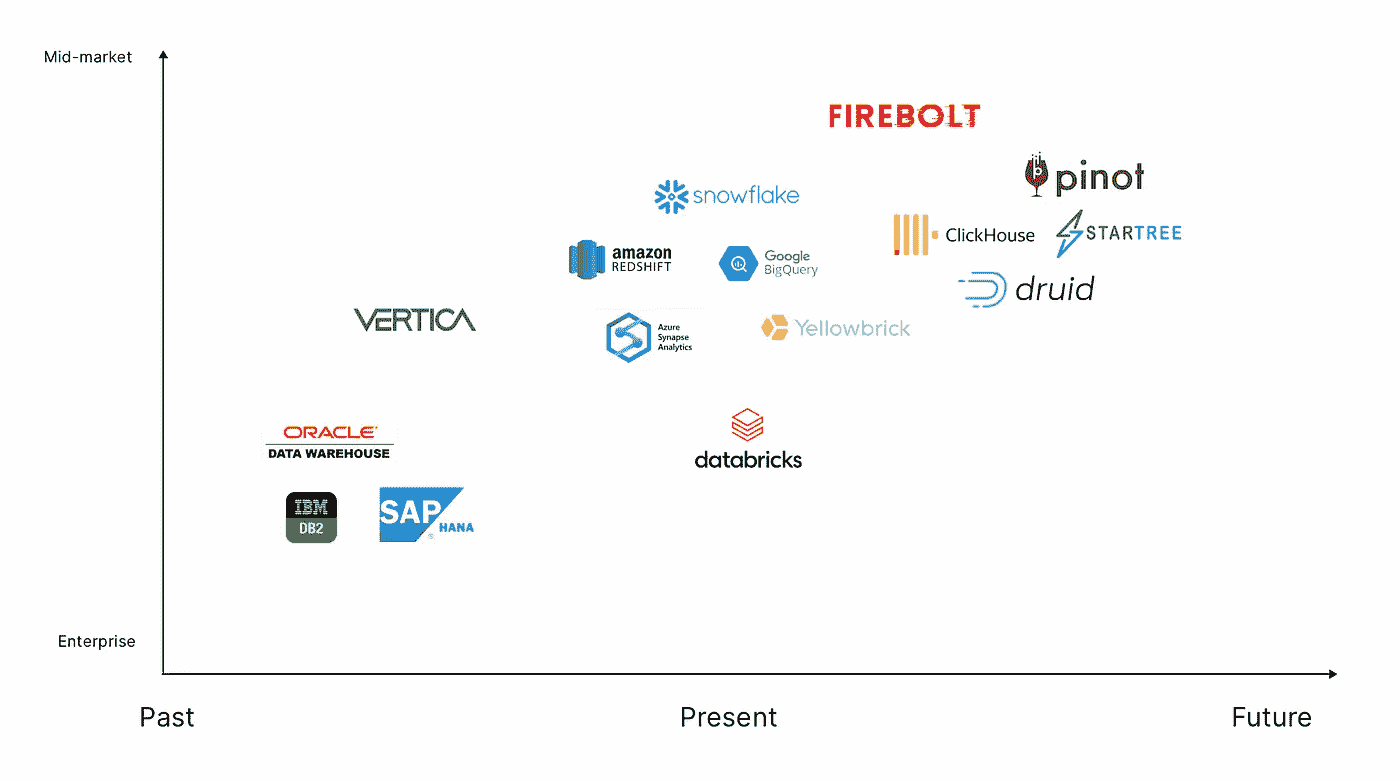 Mid-market
FIREBOLT
pinot
snowflake
ClickHouse
STARTREE
amazon
REDSHIFT
Google
BigQuery
druid
VERTICA
Azure
Synapse
Analytics
Yellowbrick
ORACLE
DATA WAREHOUSE
databricks
IBM
DB2
SAP
HANA
®
Enterprise
Past
Present
Future